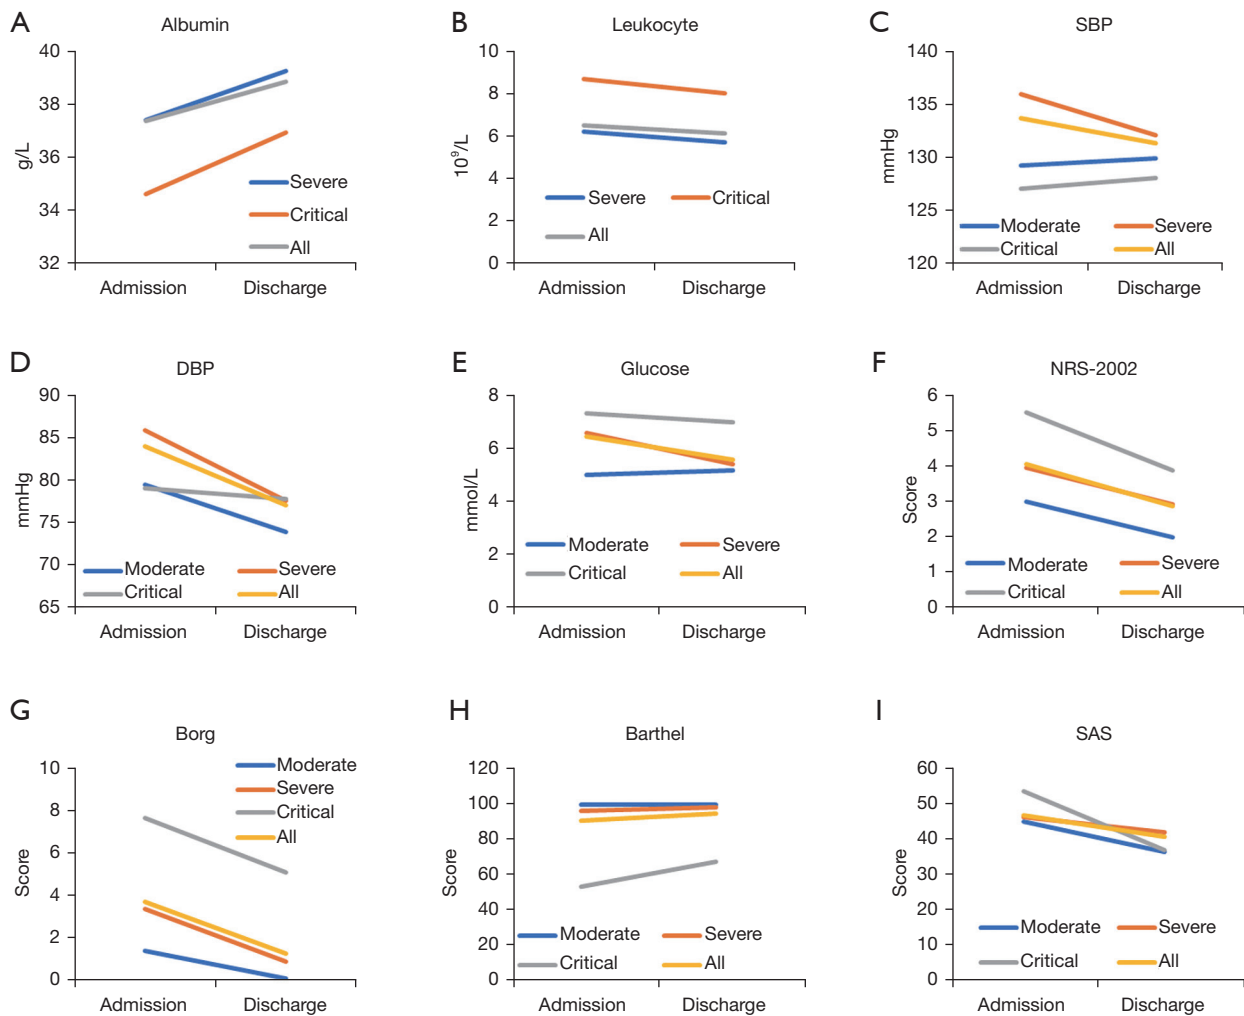 A
Albumin
40
38
36
34
32
g/L
Severe
Critical
All
Admission Discharge
B
Leukocyte
10
8
6
4
2
0
10⁹/L
Severe Critical
All
Admission Discharge
C
SBP
140
135
130
125
120
mmHg
Moderate Severe
Critical All
Admission Discharge
D
DBP
90
85
80
75
70
65
mmHg
Moderate Severe
Critical All
Admission Discharge
E
Glucose
8
6
4
2
0
mmol/L
Moderate Severe
Critical All
Admission Discharge
F
NRS-2002
6
5
4
3
2
1
0
Score
Moderate Severe
Critical All
Admission Discharge
G
Borg
10
8
6
4
2
0
Score
Moderate
Severe
Critical
All
Admission Discharge
H
Barthel
120
100
80
60
40
20
0
Score
Moderate Severe
Critical All
Admission Discharge
I
SAS
60
50
40
30
20
10
0
Score
Moderate Severe
Critical All
Admission Discharge